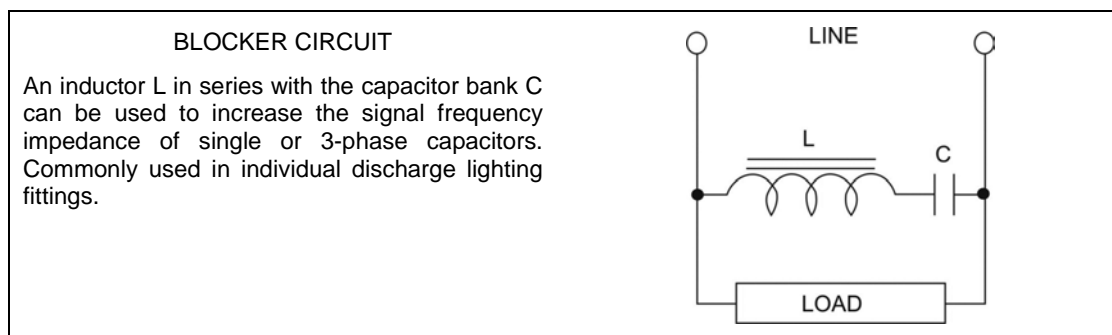 BLOCKER CIRCUIT
An inductor L in series with the capacitor bank C
can be used to increase the signal frequency
impedance of single or 3-phase capacitors.
Commonly used in individual discharge lighting
fittings.
LINE
L
C
LOAD